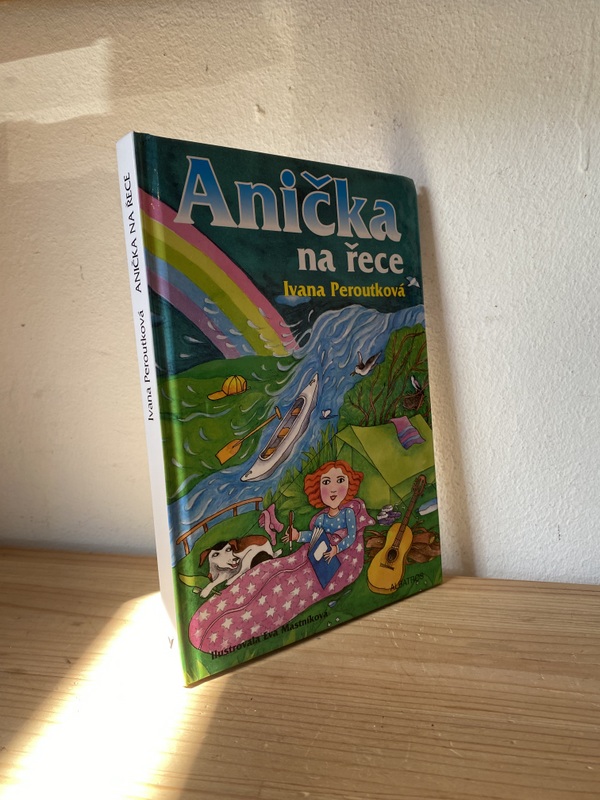 Anička
na řece
Ivana Peroutková
Ivana Peroutková ANIČKA NA ŘECE
ALBATROS
Ilustrovala Eva Mastníková